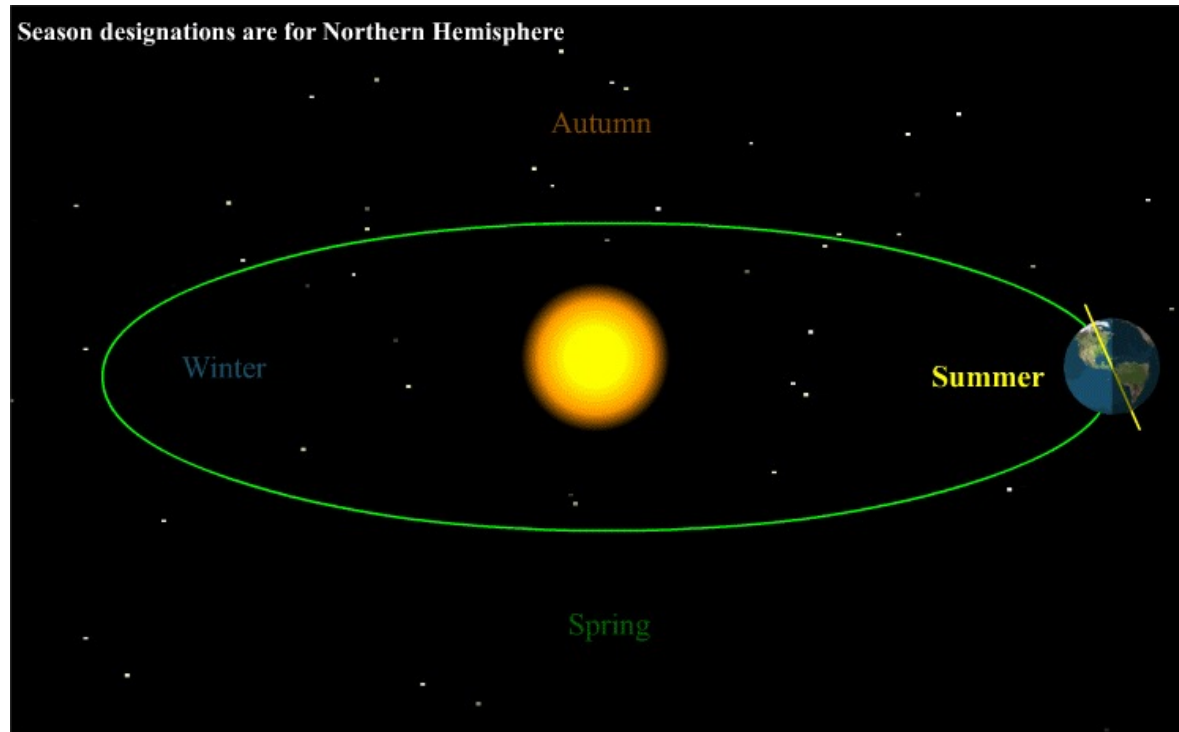 Season designations are for Northern Hemisphere
Autumn
Winter
Summer
Spring